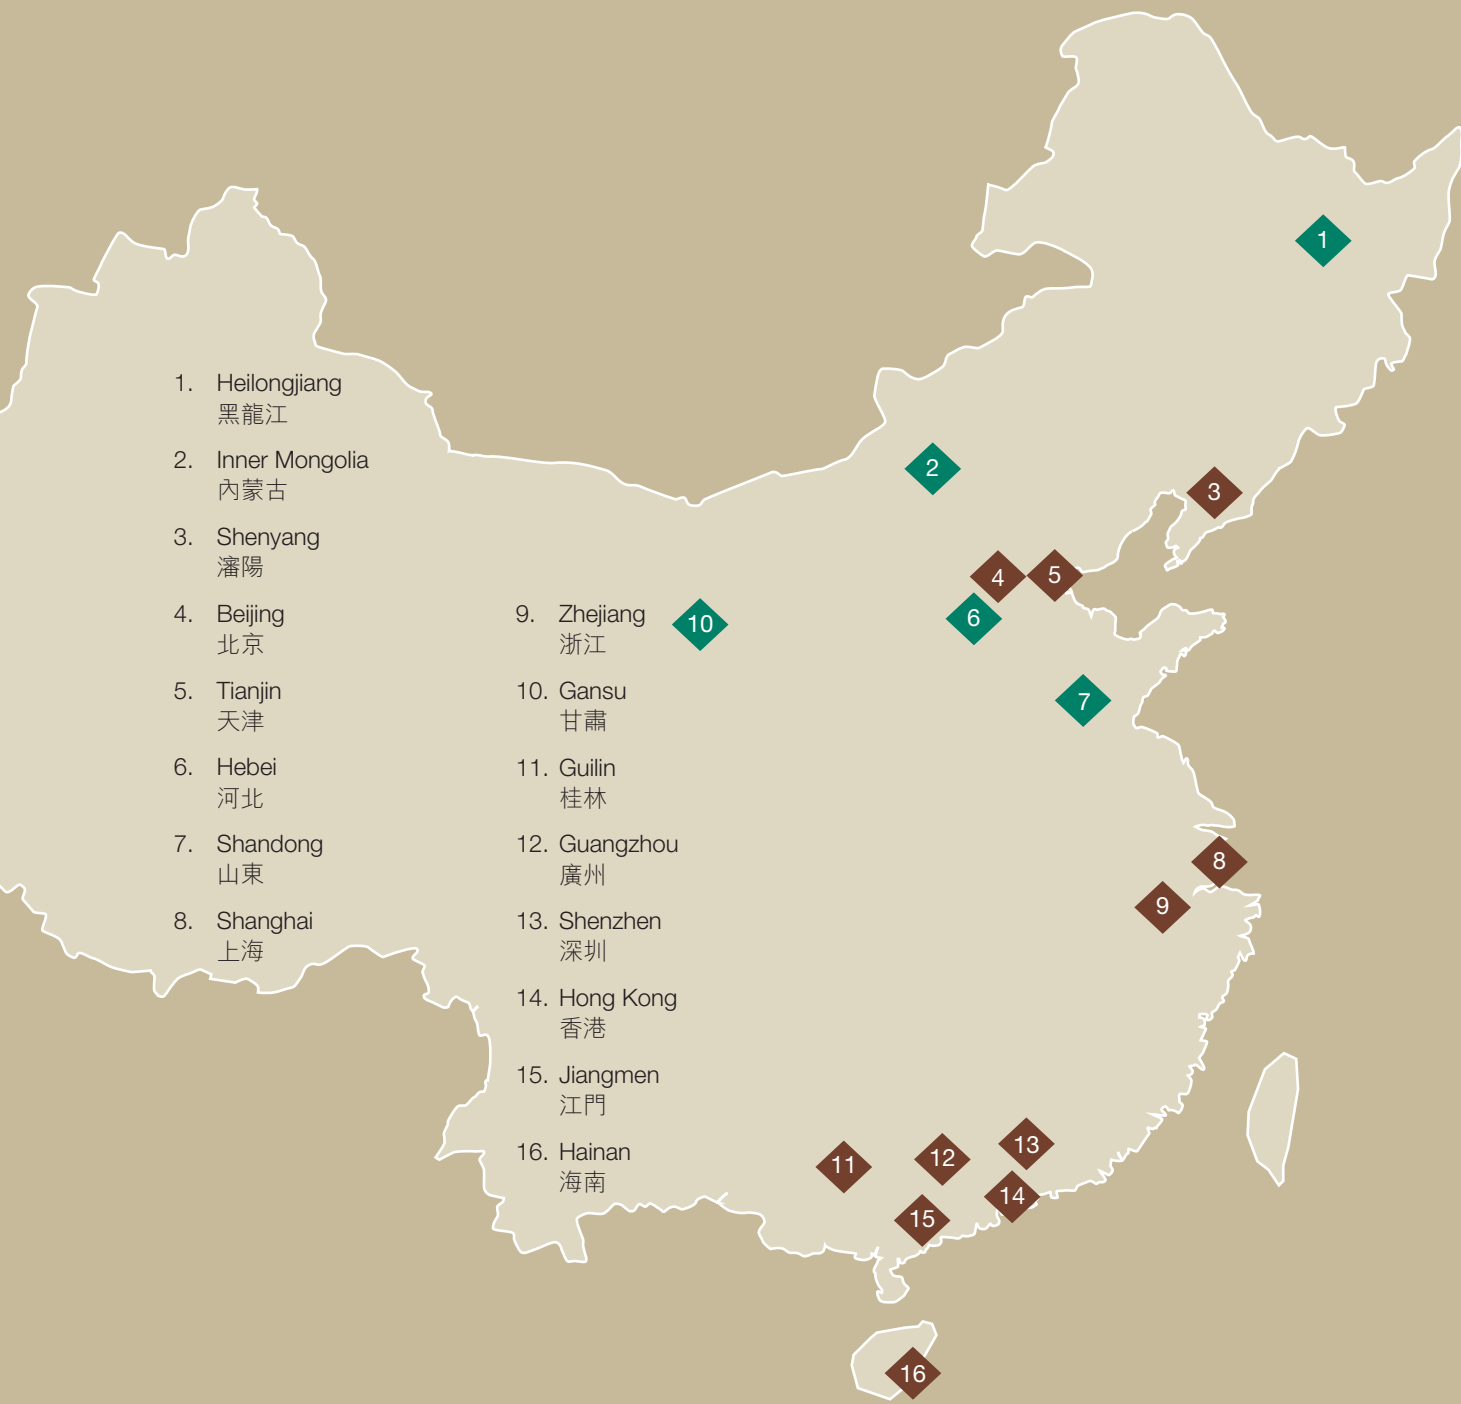 1. Heilongjiang
黑龍江
2. Inner Mongolia
內蒙古
3. Shenyang
瀋陽
4. Beijing
北京
5. Tianjin
天津
6. Hebei
河北
7. Shandong
山東
8. Shanghai
上海
9. Zhejiang
浙江
10. Gansu
甘肅
11. Guilin
桂林
12. Guangzhou
廣州
13. Shenzhen
深圳
14. Hong Kong
香港
15. Jiangmen
江門
16. Hainan
海南
1
2
3
4
5
6
10
7
8
9
11
12
13
14
15
16